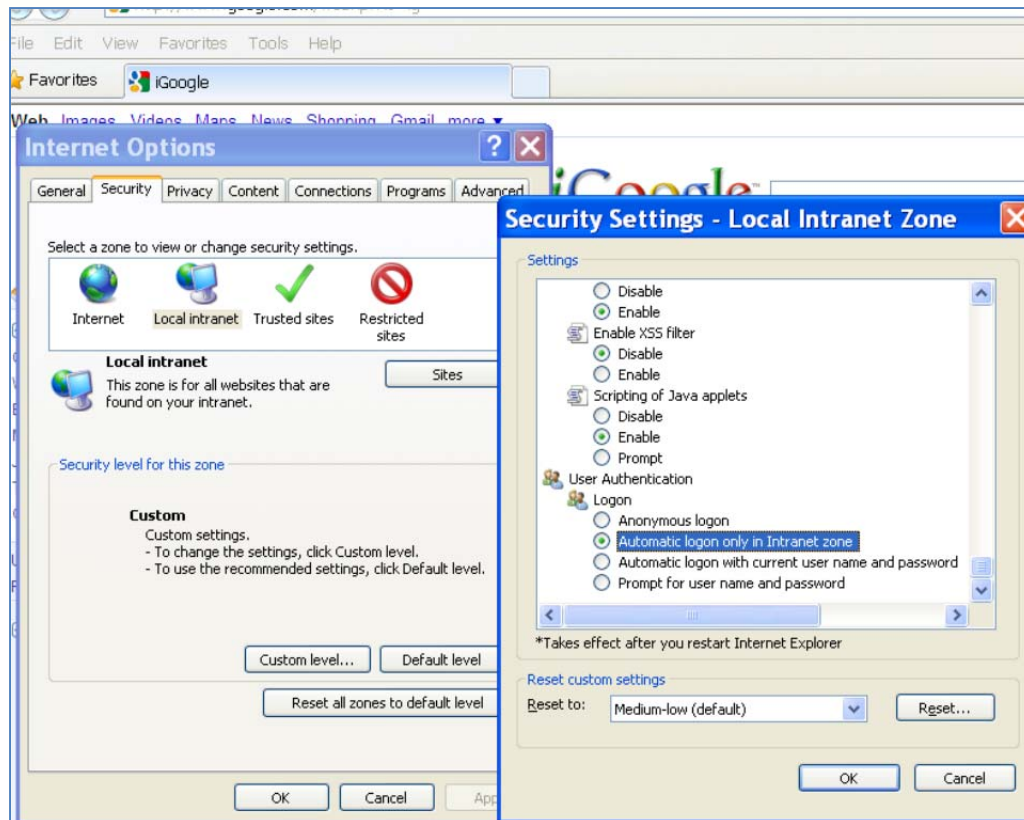 File Edit View Favorites Tools Help
Favorites iGoogle
Web Images Videos Maps News Shopping Gmail more ▼
iGoogle™
Internet Options
General Security Privacy Content Connections Programs Advanced
Select a zone to view or change security settings.
Internet Local intranet Trusted sites Restricted
sites
Local intranet
This zone is for all websites that are
found on your intranet.
Sites
Security level for this zone
Custom
Custom settings.
- To change the settings, click Custom level.
- To use the recommended settings, click Default level.
Custom level... Default level
Reset all zones to default level
OK Cancel App
Security Settings - Local Intranet Zone
Settings
Disable
Enable
Enable XSS filter
Disable
Enable
Scripting of Java applets
Disable
Enable
Prompt
User Authentication
Logon
Anonymous logon
Automatic logon only in Intranet zone
Automatic logon with current user name and password
Prompt for user name and password
*Takes effect after you restart Internet Explorer
Reset custom settings
Reset to: Medium-low (default) Reset...
OK Cancel